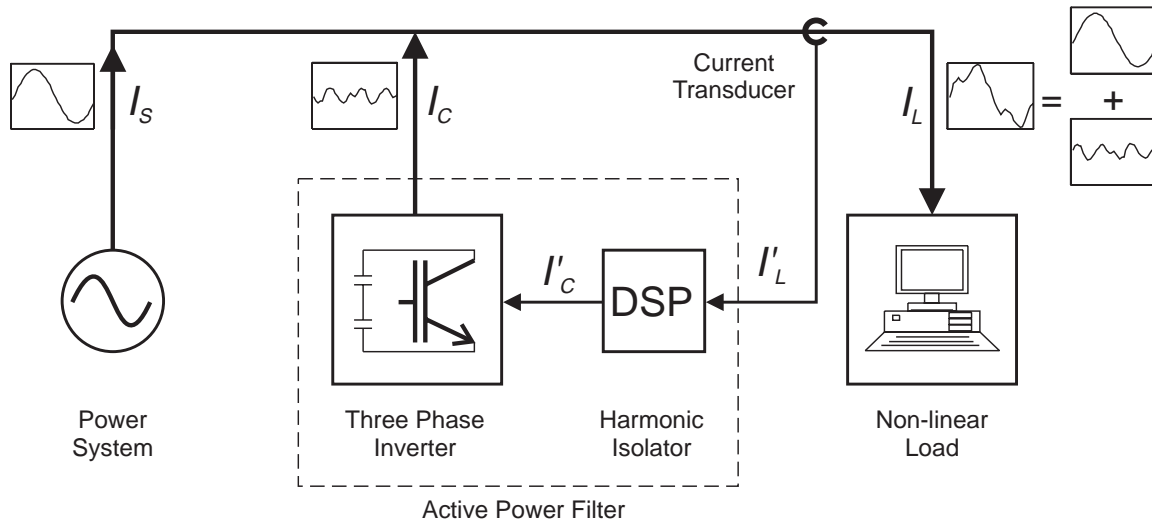 Current
Transducer
I_S
I_C
I_L
=
+
I'_C
DSP
I'_L
Power
System
Three Phase
Inverter
Harmonic
Isolator
Non-linear
Load
Active Power Filter